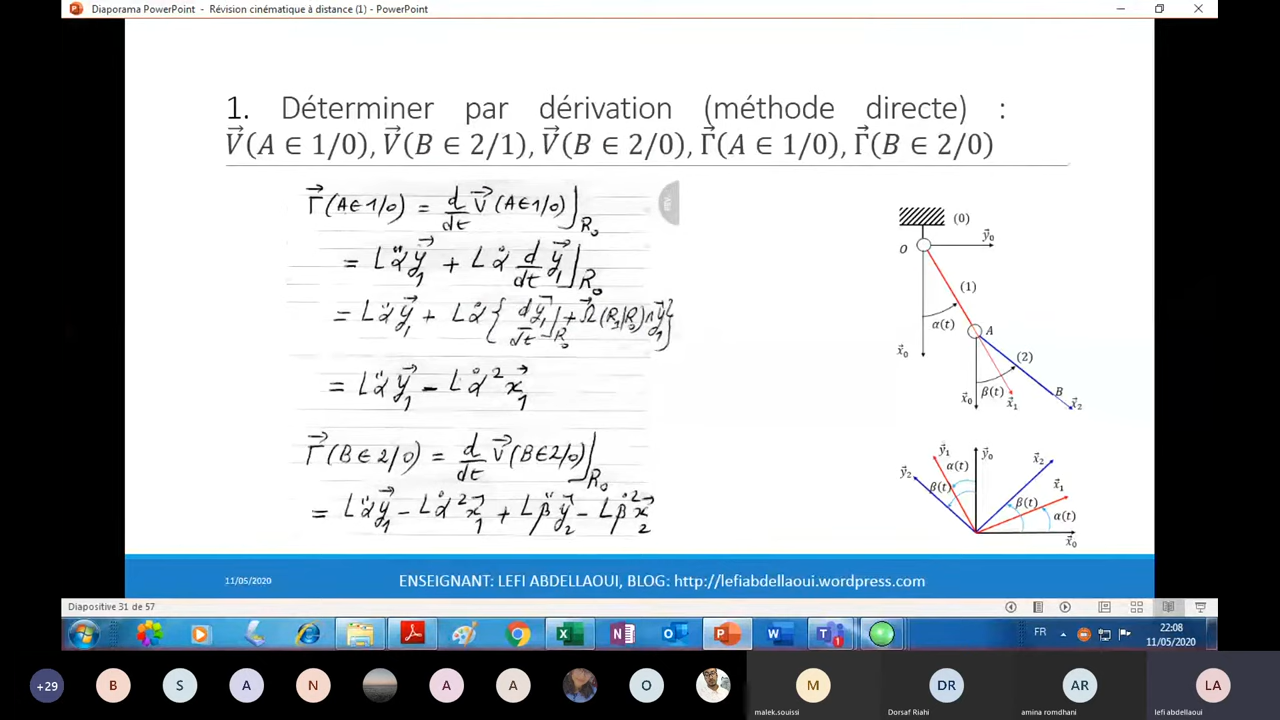 Diaporama PowerPoint - Révision cinématique à distance (1) - PowerPoint
1. Déterminer par dérivation (méthode directe) :
V⃗(A ∈ 1/0), V⃗(B ∈ 2/1), V⃗(B ∈ 2/0), Γ⃗(A ∈ 1/0), Γ⃗(B ∈ 2/0)
Γ⃗(A∈1/0) = d/dt V⃗(A∈1/0)]R₀
= Lα̈y⃗₁ + Lα̇ d/dt y⃗₁]R₀
= Lα̈y⃗₁ + Lα̇ { dy⃗₁/dt]R₀ + Ω⃗(R₁/R₀)∧y⃗₁}
= Lα̈y⃗₁ - Lα̇²x⃗₁
Γ⃗(B∈2/0) = d/dt V⃗(B∈2/0)]R₀
= Lα̈y⃗₁ - Lα̇²x⃗₁ + Lβ̈y⃗₂ - Lβ̇²x⃗₂
(0)
O
y⃗₀
(1)
α(t)
A
x⃗₀
(2)
β(t)
B
x⃗₀
x⃗₁
x⃗₂
y⃗₁
α(t)
y⃗₀
x⃗₂
y⃗₂
β(t)
x⃗₁
β(t)
α(t)
x⃗₀
11/05/2020
ENSEIGNANT: LEFI ABDELLAOUI, BLOG: http://lefiabdellaoui.wordpress.com
Diapositive 31 de 57
FR
22:08
11/05/2020
+29
B
S
A
N
A
A
O
M
DR
AR
LA
malek.souissi
Dorsaf Riahi
amina romdhani
lefi abdellaoui